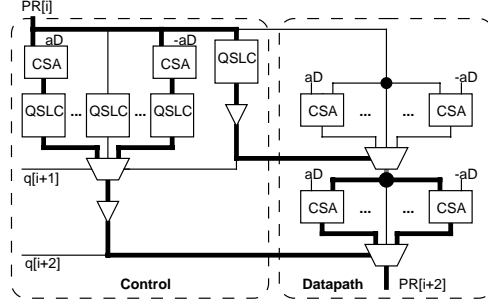 PR[i]
aD -aD
CSA CSA QSLC
QSLC ... QSLC ... QSLC
q[i+1]
q[i+2]
Control
aD -aD
CSA ... ... CSA
aD -aD
CSA ... ... CSA
Datapath PR[i+2]